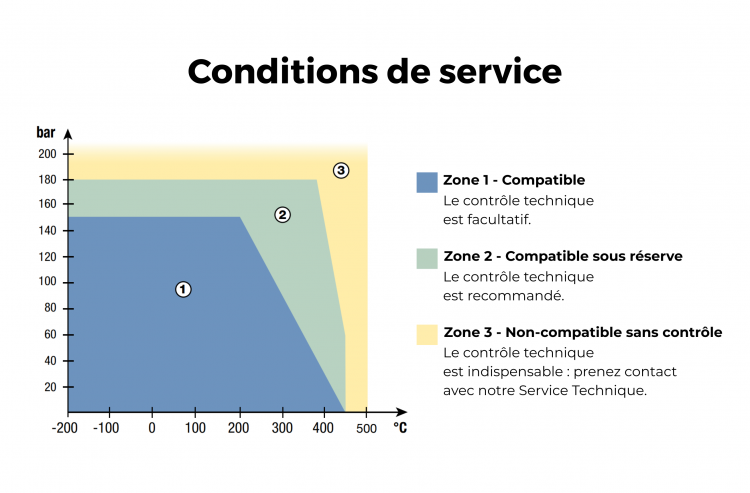 Conditions de service
bar
200
180
160
140
120
100
80
60
40
20
-200 -100 0 100 200 300 400 500 °C
1
2
3
Zone 1 - Compatible
Le contrôle technique
est facultatif.
Zone 2 - Compatible sous réserve
Le contrôle technique
est recommandé.
Zone 3 - Non-compatible sans contrôle
Le contrôle technique
est indispensable : prenez contact
avec notre Service Technique.